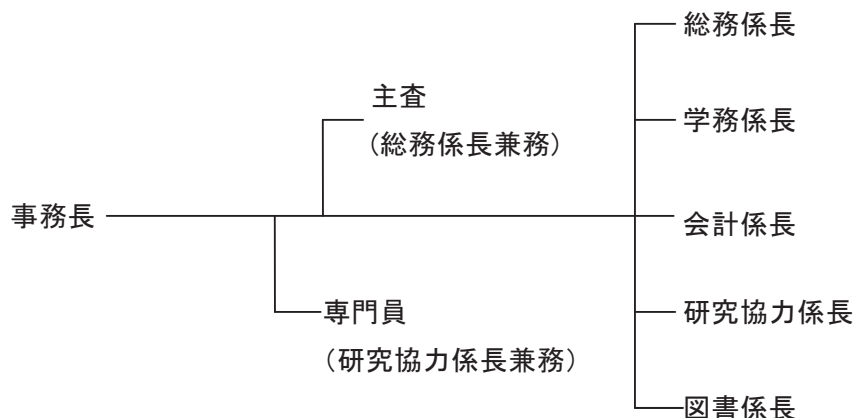 事務長
主査
(総務係長兼務)
専門員
(研究協力係長兼務)
総務係長
学務係長
会計係長
研究協力係長
図書係長